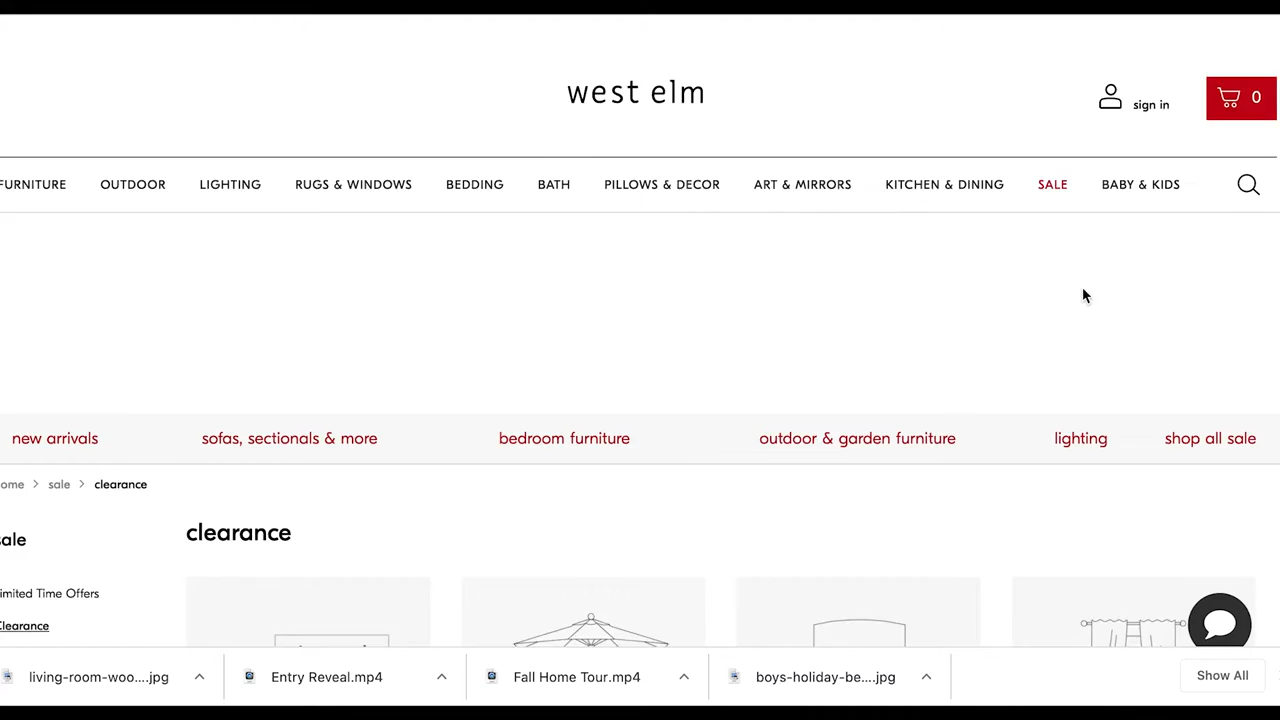 west elm
sign in
0
FURNITURE OUTDOOR LIGHTING RUGS & WINDOWS BEDDING BATH PILLOWS & DECOR ART & MIRRORS KITCHEN & DINING SALE BABY & KIDS
new arrivals sofas, sectionals & more bedroom furniture outdoor & garden furniture lighting shop all sale
ome > sale > clearance
sale
clearance
imited Time Offers
Clearance
living-room-woo....jpg Entry Reveal.mp4 Fall Home Tour.mp4 boys-holiday-be....jpg Show All